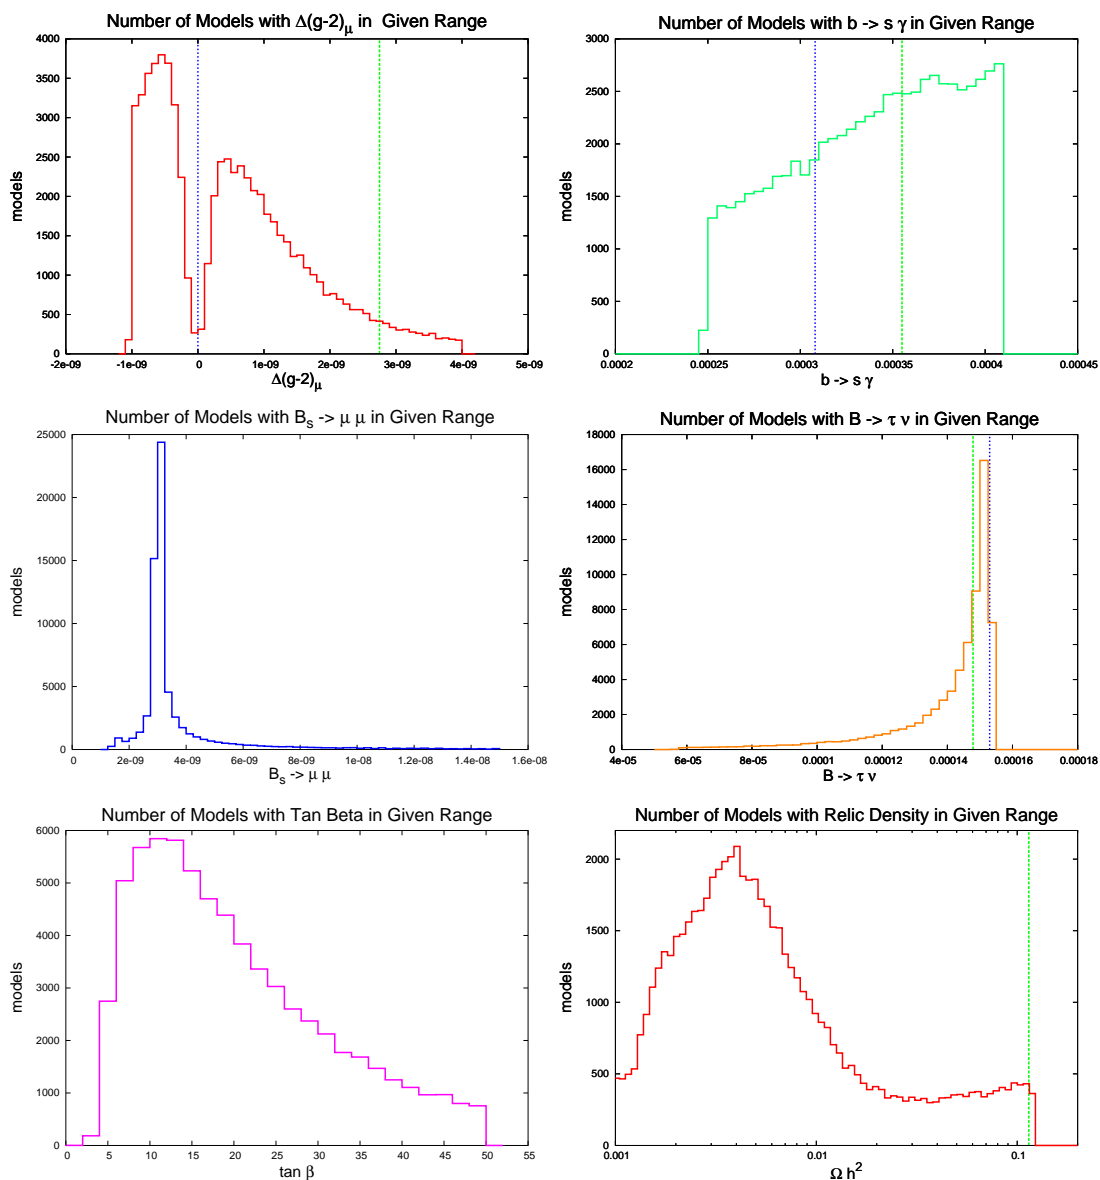 Number of Models with Δ(g-2)μ in Given Range
4000
3500
3000
2500
2000
1500
1000
500
0
models
-2e-09 -1e-09 0 1e-09 2e-09 3e-09 4e-09 5e-09
Δ(g-2)μ
Number of Models with b -> s γ in Given Range
3000
2500
2000
1500
1000
500
0
models
0.0002 0.00025 0.0003 0.00035 0.0004 0.00045
b -> s γ
Number of Models with Bs -> μ μ in Given Range
25000
20000
15000
10000
5000
0
models
0 2e-09 4e-09 6e-09 8e-09 1e-08 1.2e-08 1.4e-08 1.6e-08
Bs -> μ μ
Number of Models with B -> τ ν in Given Range
18000
16000
14000
12000
10000
8000
6000
4000
2000
0
models
4e-05 6e-05 8e-05 0.0001 0.00012 0.00014 0.00016 0.00018
B -> τ ν
Number of Models with Tan Beta in Given Range
6000
5000
4000
3000
2000
1000
0
models
0 5 10 15 20 25 30 35 40 45 50 55
tan β
Number of Models with Relic Density in Given Range
2000
1500
1000
500
0
models
0.001 0.01 0.1
Ω h²